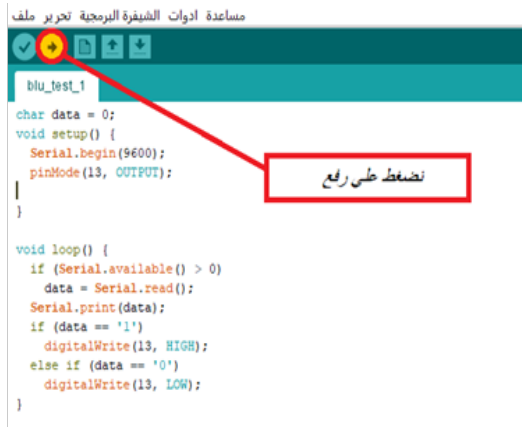 مساعدة ادوات الشيفرة البرمجية تحرير ملف
blu_test_1
char data = 0;
void setup() {
  Serial.begin(9600);
  pinMode(13, OUTPUT);
}
نضغط على رفع
void loop() {
  if (Serial.available() > 0)
    data = Serial.read();
  Serial.print(data);
  if (data == '1')
    digitalWrite(13, HIGH);
  else if (data == '0')
    digitalWrite(13, LOW);
}